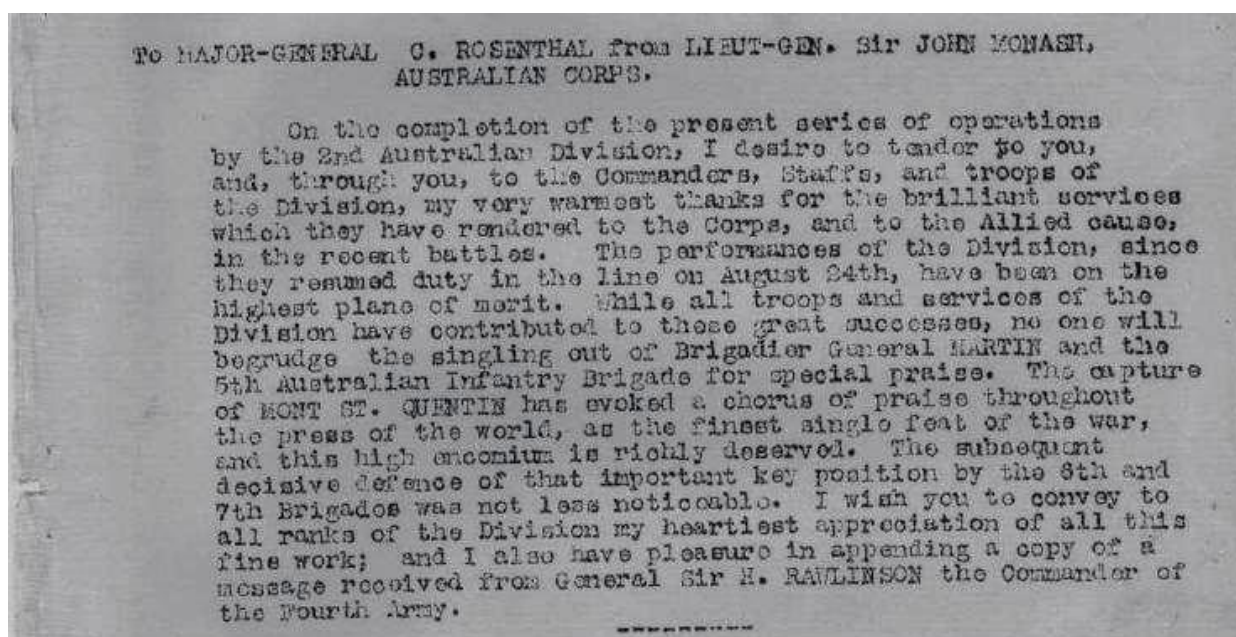 To MAJOR-GENERAL C. ROSENTHAL from LIEUT-GEN. Sir JOHN MONASH,
AUSTRALIAN CORPS.
On the completion of the present series of operations
by the 2nd Australian Division, I desire to tender to you,
and, through you, to the Commanders, Staffs, and troops of
the Division, my very warmest thanks for the brilliant services
which they have rendered to the Corps, and to the Allied cause,
in the recent battles. The performances of the Division, since
they resumed duty in the line on August 24th, have been on the
highest plane of merit. While all troops and services of the
Division have contributed to these great successes, no one will
begrudge the singling out of Brigadier General MARTIN and the
5th Australian Infantry Brigade for special praise. The capture
of MONT ST. QUENTIN has evoked a chorus of praise throughout
the press of the world, as the finest single feat of the war,
and this high encomium is richly deserved. The subsequent
decisive defence of that important key position by the 6th and
7th Brigades was not less noticeable. I wish you to convey to
all ranks of the Division my heartiest appreciation of all this
fine work; and I also have pleasure in appending a copy of a
message received from General Sir H. RAWLINSON the Commander of
the Fourth Army.
----------